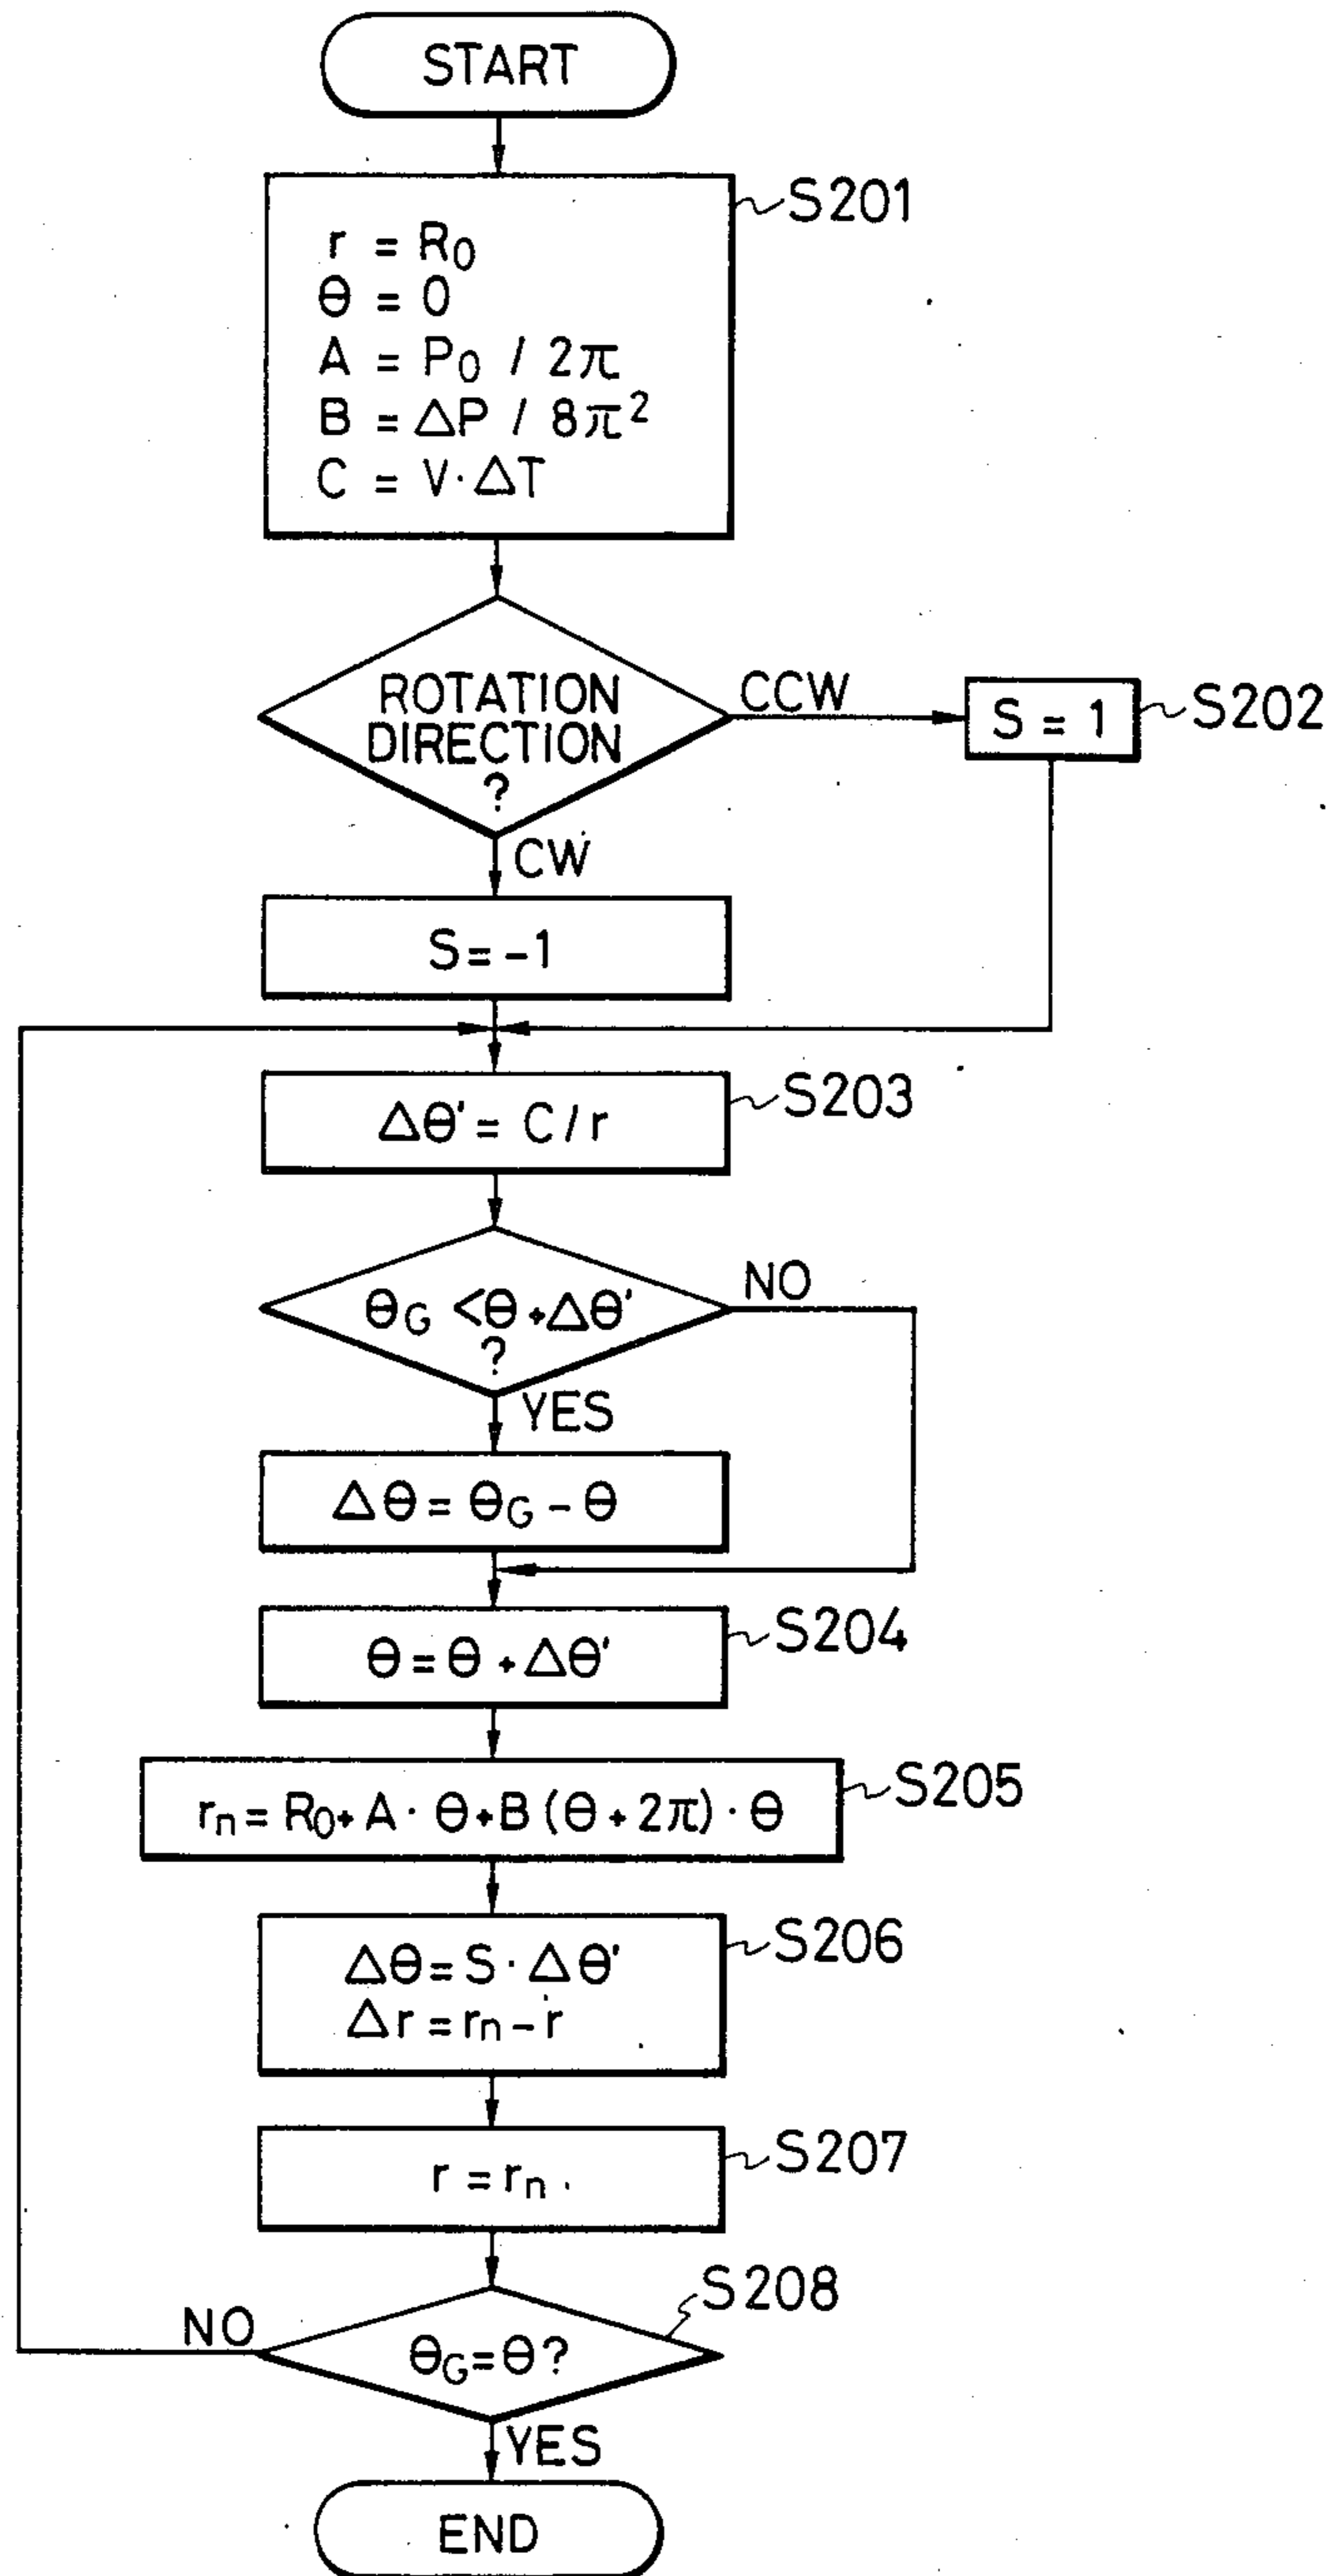 START
S201
r = R₀
θ = 0
A = P₀ / 2π
B = ΔP / 8π²
C = V·ΔT
ROTATION
DIRECTION
?
CCW
S = 1
S202
CW
S = -1
S203
Δθ' = C / r
θG < θ + Δθ'
?
NO
YES
Δθ = θG - θ
S204
θ = θ + Δθ'
S205
rn = R₀ + A · θ + B (θ + 2π) · θ
S206
Δθ = S · Δθ'
Δr = rn - r
S207
r = rn
S208
θG = θ?
NO
YES
END